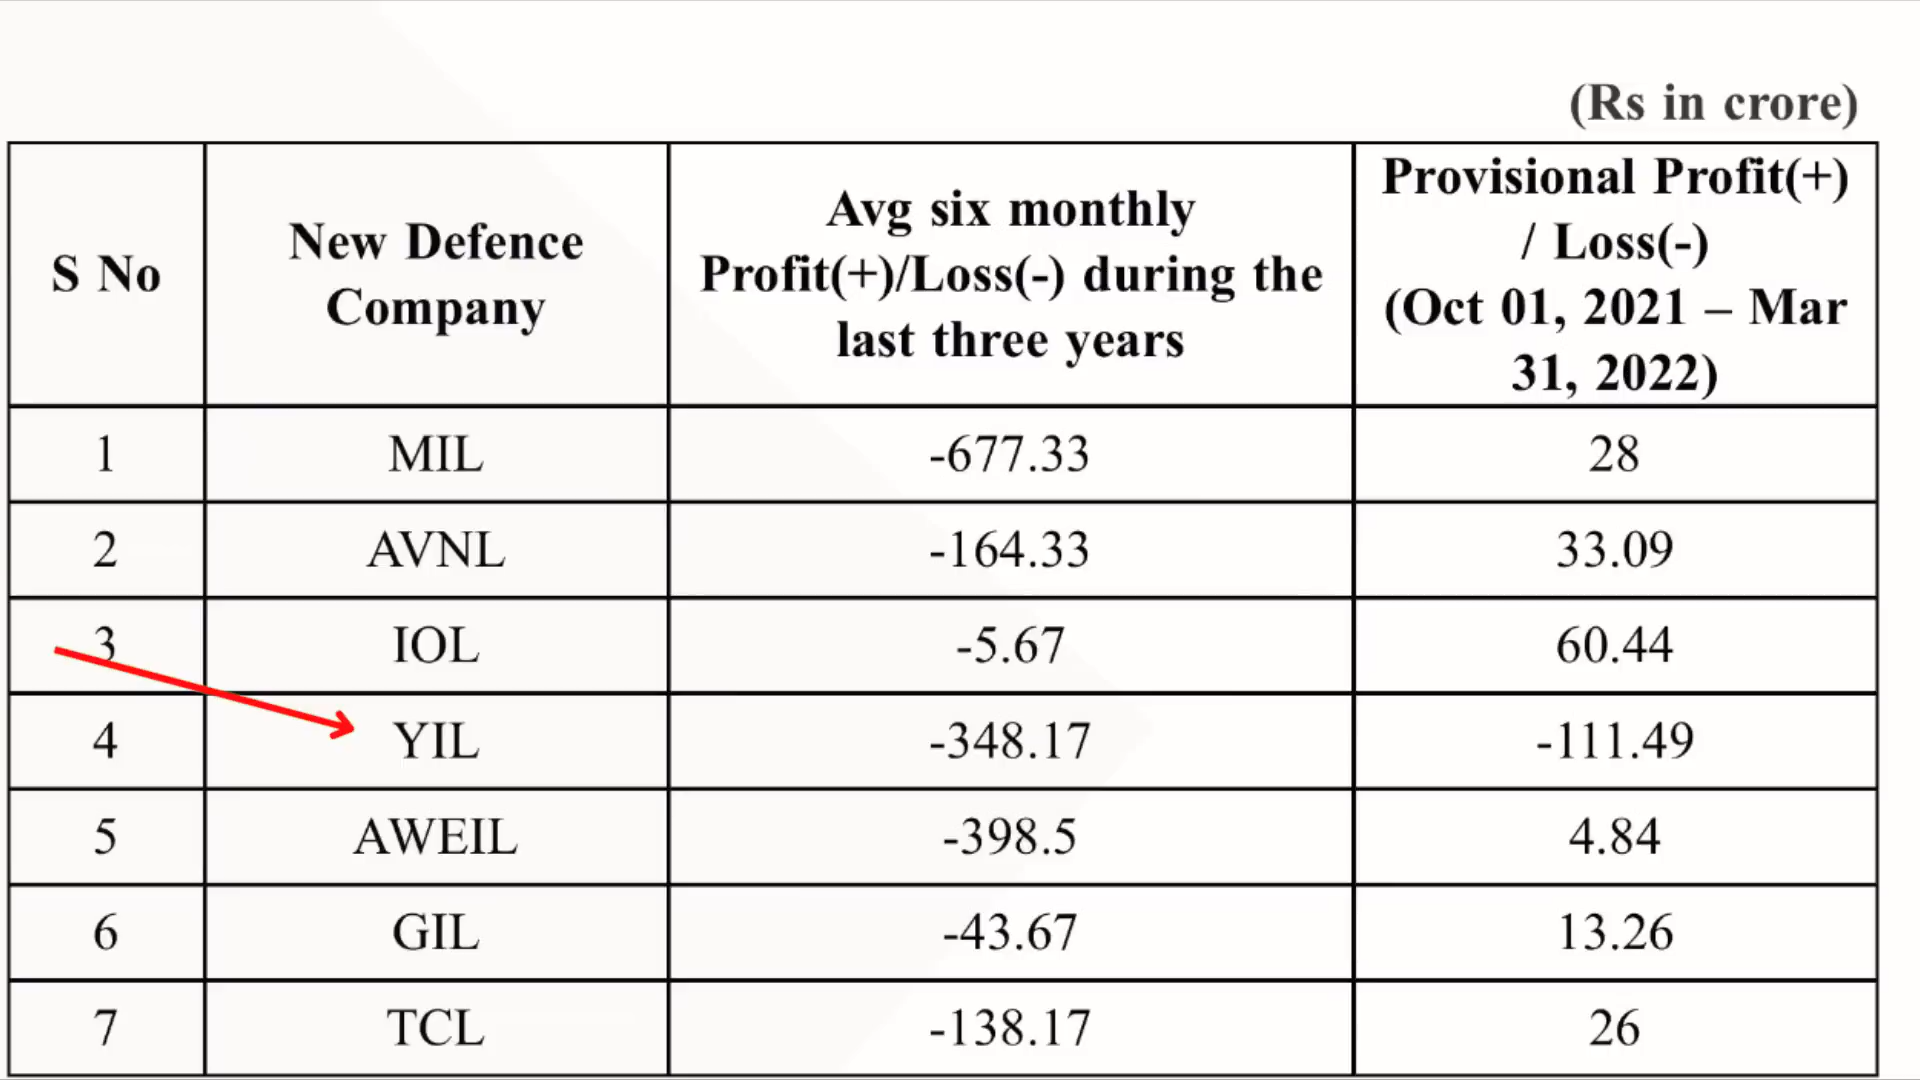 (Rs in crore)
S No
New Defence
Company
Avg six monthly
Profit(+)/Loss(-) during the
last three years
Provisional Profit(+)
/ Loss(-)
(Oct 01, 2021 – Mar
31, 2022)
1 MIL -677.33 28
2 AVNL -164.33 33.09
3 IOL -5.67 60.44
4 YIL -348.17 -111.49
5 AWEIL -398.5 4.84
6 GIL -43.67 13.26
7 TCL -138.17 26